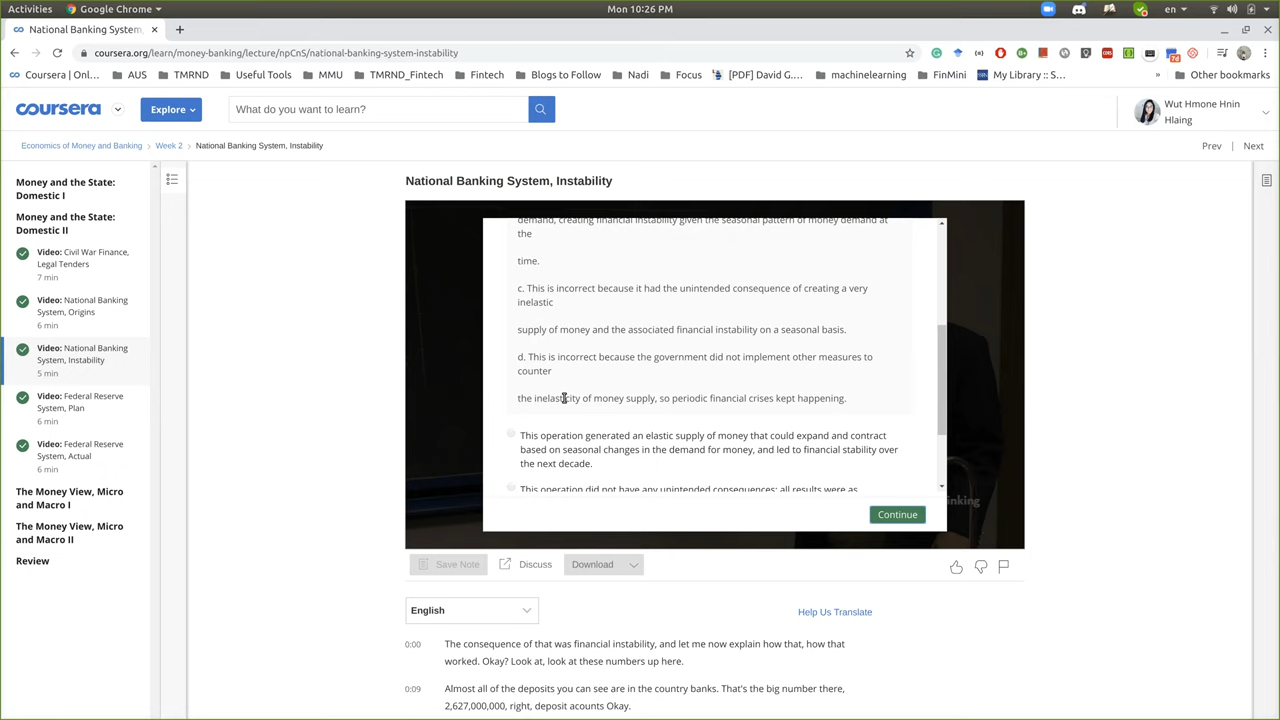 Activities Google Chrome Mon 10:26 PM en
National Banking System,
coursera.org/learn/money-banking/lecture/npCnS/national-banking-system-instability
Coursera | Onl… AUS TMRND Useful Tools MMU TMRND_Fintech Fintech Blogs to Follow Nadi Focus [PDF] David G.… machinelearning FinMini My Library :: S… » Other bookmarks
coursera Explore What do you want to learn? Wut Hmone Hnin
Hlaing
Economics of Money and Banking > Week 2 > National Banking System, Instability Prev Next
Money and the State:
Domestic I
Money and the State:
Domestic II
Video: Civil War Finance,
Legal Tenders
7 min
Video: National Banking
System, Origins
6 min
Video: National Banking
System, Instability
5 min
Video: Federal Reserve
System, Plan
6 min
Video: Federal Reserve
System, Actual
6 min
The Money View, Micro
and Macro I
The Money View, Micro
and Macro II
Review
National Banking System, Instability
demand, creating financial instability given the seasonal pattern of money demand at
the
time.
c. This is incorrect because it had the unintended consequence of creating a very
inelastic
supply of money and the associated financial instability on a seasonal basis.
d. This is incorrect because the government did not implement other measures to
counter
the inelasticity of money supply, so periodic financial crises kept happening.
This operation generated an elastic supply of money that could expand and contract
based on seasonal changes in the demand for money, and led to financial stability over
the next decade.
This operation did not have any unintended consequences; all results were as
Continue
Save Note Discuss Download
English Help Us Translate
0:00 The consequence of that was financial instability, and let me now explain how that, how that
worked. Okay? Look at, look at these numbers up here.
0:09 Almost all of the deposits you can see are in the country banks. That's the big number there,
2,627,000,000, right, deposit acounts Okay.